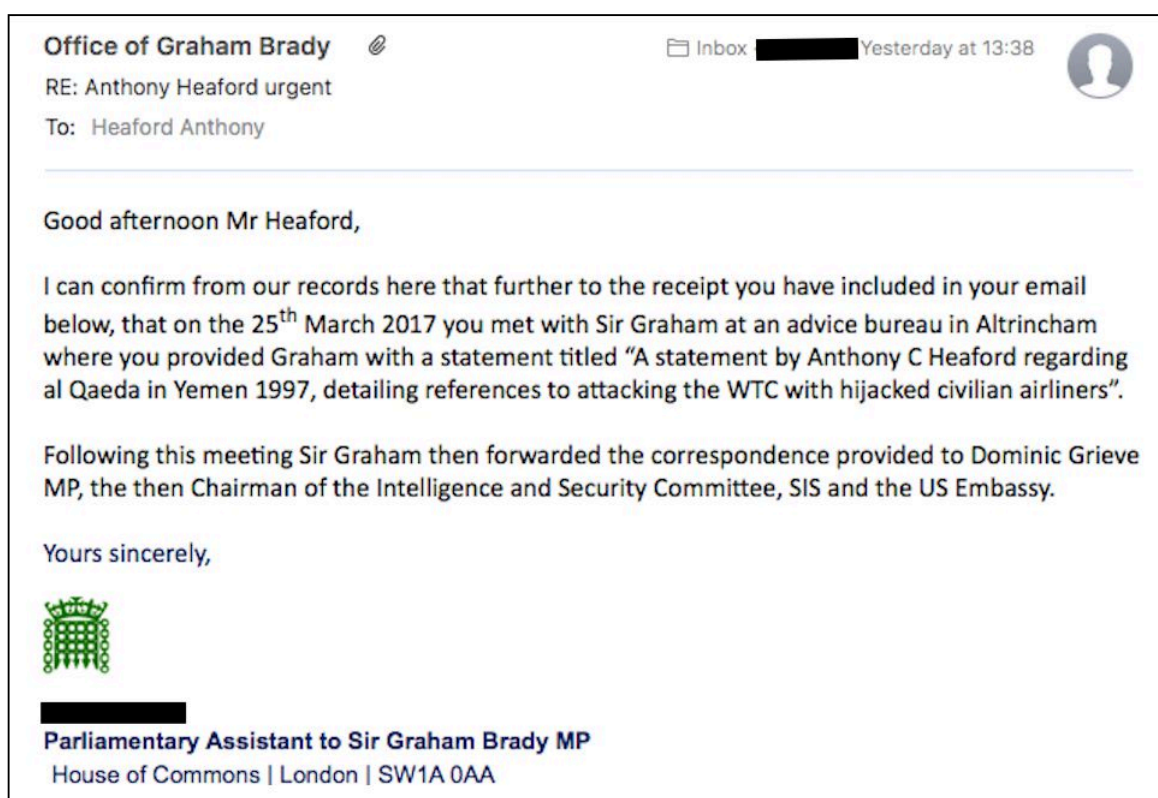 Office of Graham Brady
Inbox Yesterday at 13:38
RE: Anthony Heaford urgent
To: Heaford Anthony
Good afternoon Mr Heaford,
I can confirm from our records here that further to the receipt you have included in your email
below, that on the 25th March 2017 you met with Sir Graham at an advice bureau in Altrincham
where you provided Graham with a statement titled “A statement by Anthony C Heaford regarding
al Qaeda in Yemen 1997, detailing references to attacking the WTC with hijacked civilian airliners”.
Following this meeting Sir Graham then forwarded the correspondence provided to Dominic Grieve
MP, the then Chairman of the Intelligence and Security Committee, SIS and the US Embassy.
Yours sincerely,
Parliamentary Assistant to Sir Graham Brady MP
House of Commons | London | SW1A 0AA